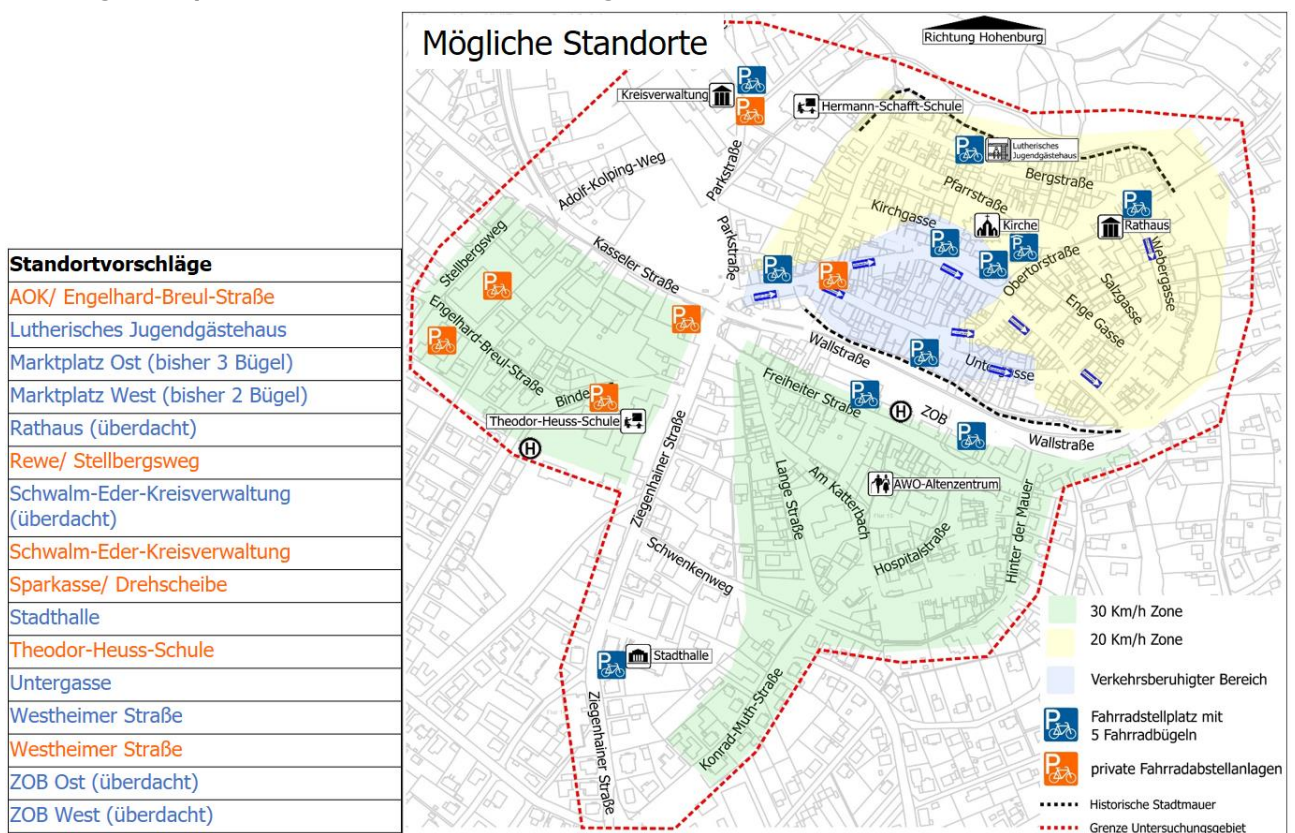 Mögliche Standorte
Richtung Hohenburg
Standortvorschläge
AOK/ Engelhard-Breul-Straße
Lutherisches Jugendgästehaus
Marktplatz Ost (bisher 3 Bügel)
Marktplatz West (bisher 2 Bügel)
Rathaus (überdacht)
Rewe/ Stellbergsweg
Schwalm-Eder-Kreisverwaltung
(überdacht)
Schwalm-Eder-Kreisverwaltung
Sparkasse/ Drehscheibe
Stadthalle
Theodor-Heuss-Schule
Untergasse
Westheimer Straße
Westheimer Straße
ZOB Ost (überdacht)
ZOB West (überdacht)
Kreisverwaltung
Hermann-Schafft-Schule
Lutherisches
Jugendgästehaus
Adolf-Kolping-Weg
Parkstraße
Bergstraße
Pfarrstraße
Kirchgasse
Kirche
Rathaus
Parkstraße
Stellbergsweg
Kasseler Straße
Obertorstraße
Webergasse
Salzgasse
Enge Gasse
Engelhard-Breul-Straße
Wallstraße
Untergasse
Freiheiter Straße
Binde
H
ZOB
Theodor-Heuss-Schule
H
Wallstraße
Ziegenhainer Straße
Lange Straße
Am Katterbach
AWO-Altenzentrum
Hospitalstraße
Hinter der Mauer
Schwenkenweg
Stadthalle
Ziegenhainer Straße
Konrad-Muth-Straße
30 Km/h Zone
20 Km/h Zone
Verkehrsberuhigter Bereich
P
Fahrradstellplatz mit
5 Fahrradbügeln
P
private Fahrradabstellanlagen
Historische Stadtmauer
Grenze Untersuchungsgebiet